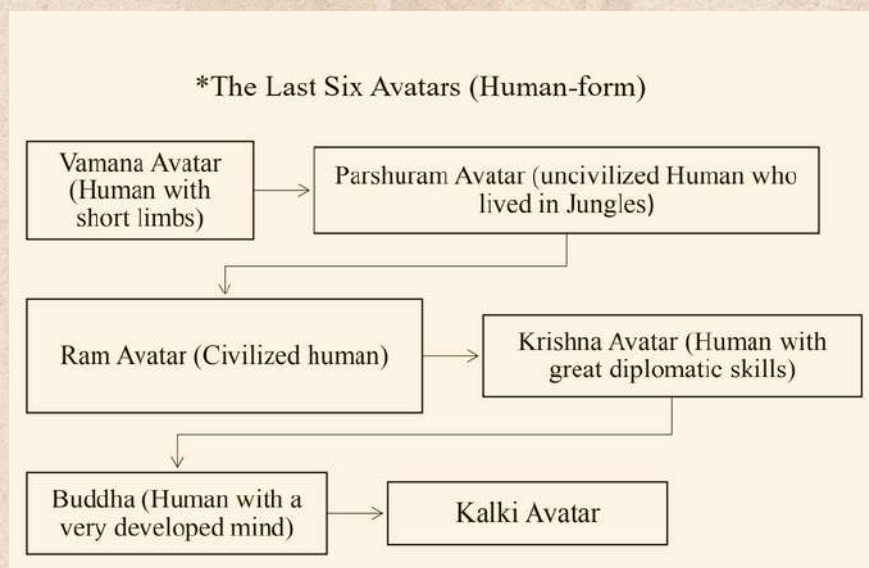 *The Last Six Avatars (Human-form)
Vamana Avatar
(Human with
short limbs)
Parshuram Avatar (uncivilized Human who
lived in Jungles)
Ram Avatar (Civilized human)
Krishna Avatar (Human with
great diplomatic skills)
Buddha (Human with a
very developed mind)
Kalki Avatar